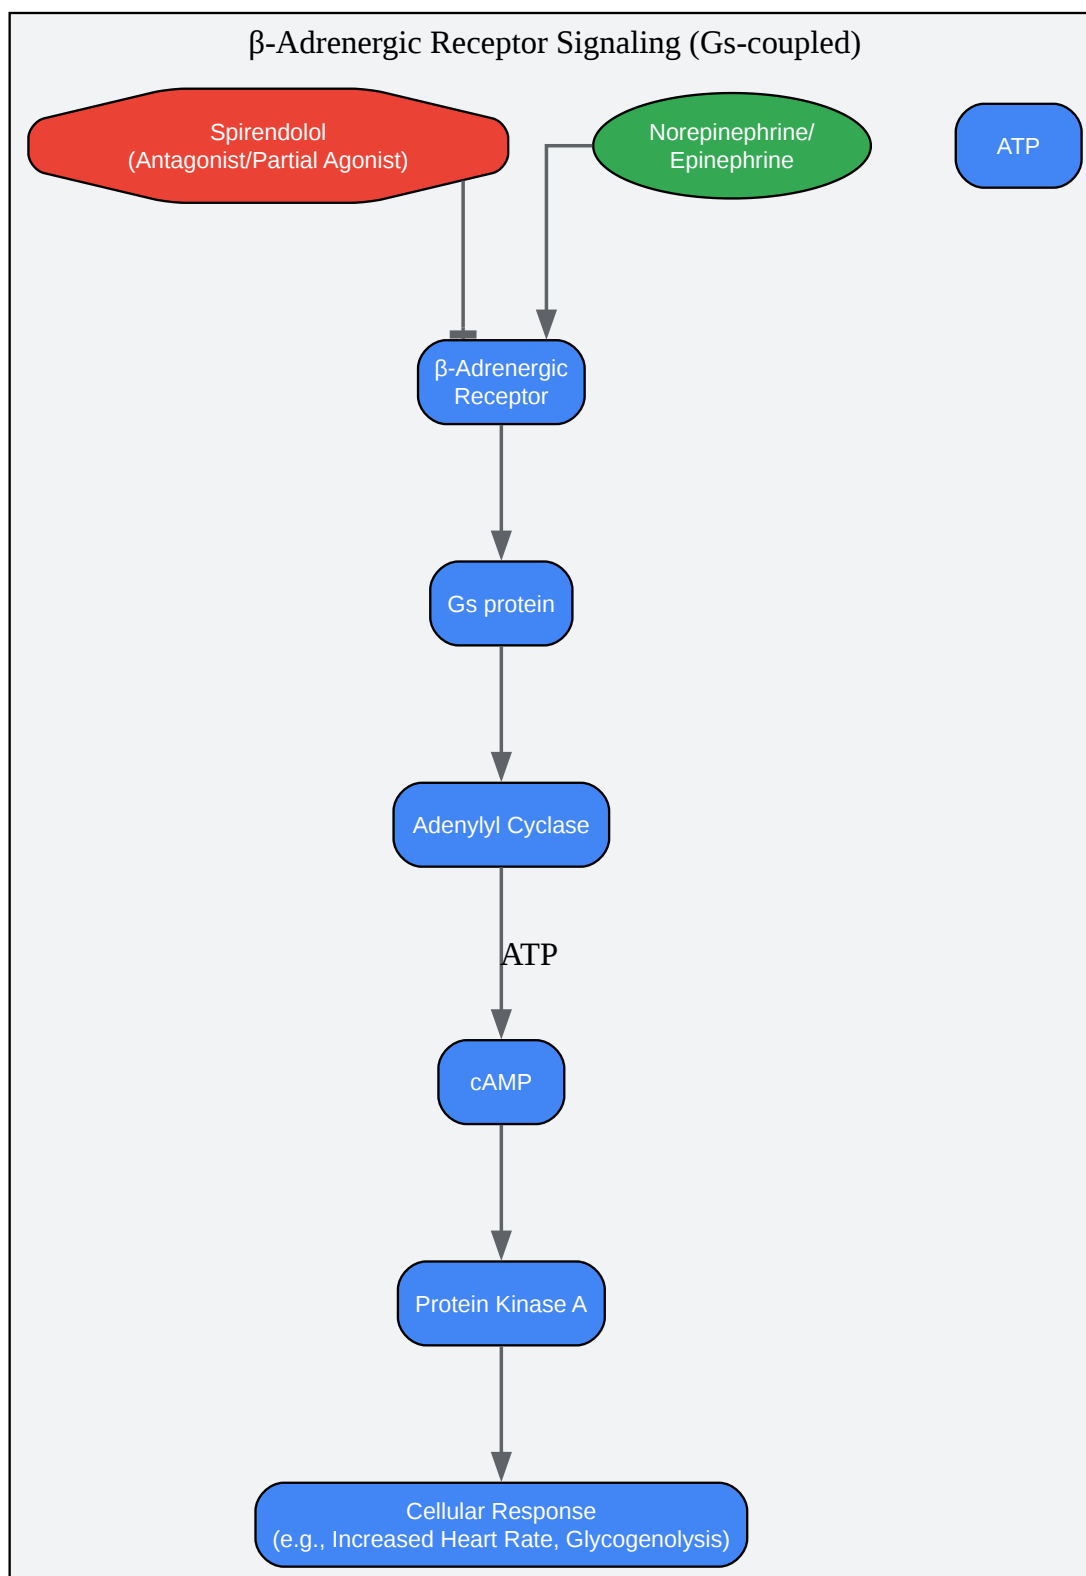 β-Adrenergic Receptor Signaling (Gs-coupled)
Spirendolol
(Antagonist/Partial Agonist)
Norepinephrine/
Epinephrine
ATP
β-Adrenergic
Receptor
Gs protein
Adenylyl Cyclase
ATP
cAMP
Protein Kinase A
Cellular Response
(e.g., Increased Heart Rate, Glycogenolysis)